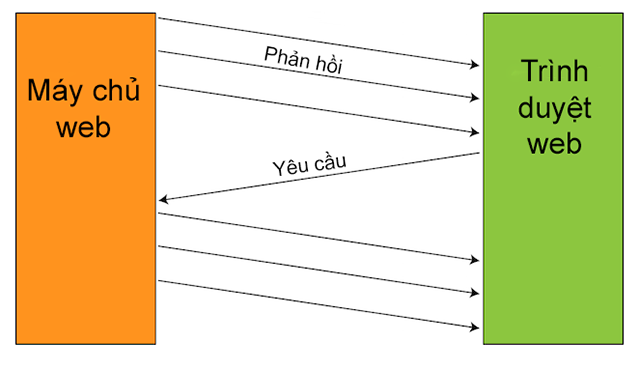 Máy chủ
web
Phản hồi
Yêu cầu
Trình
duyệt
web